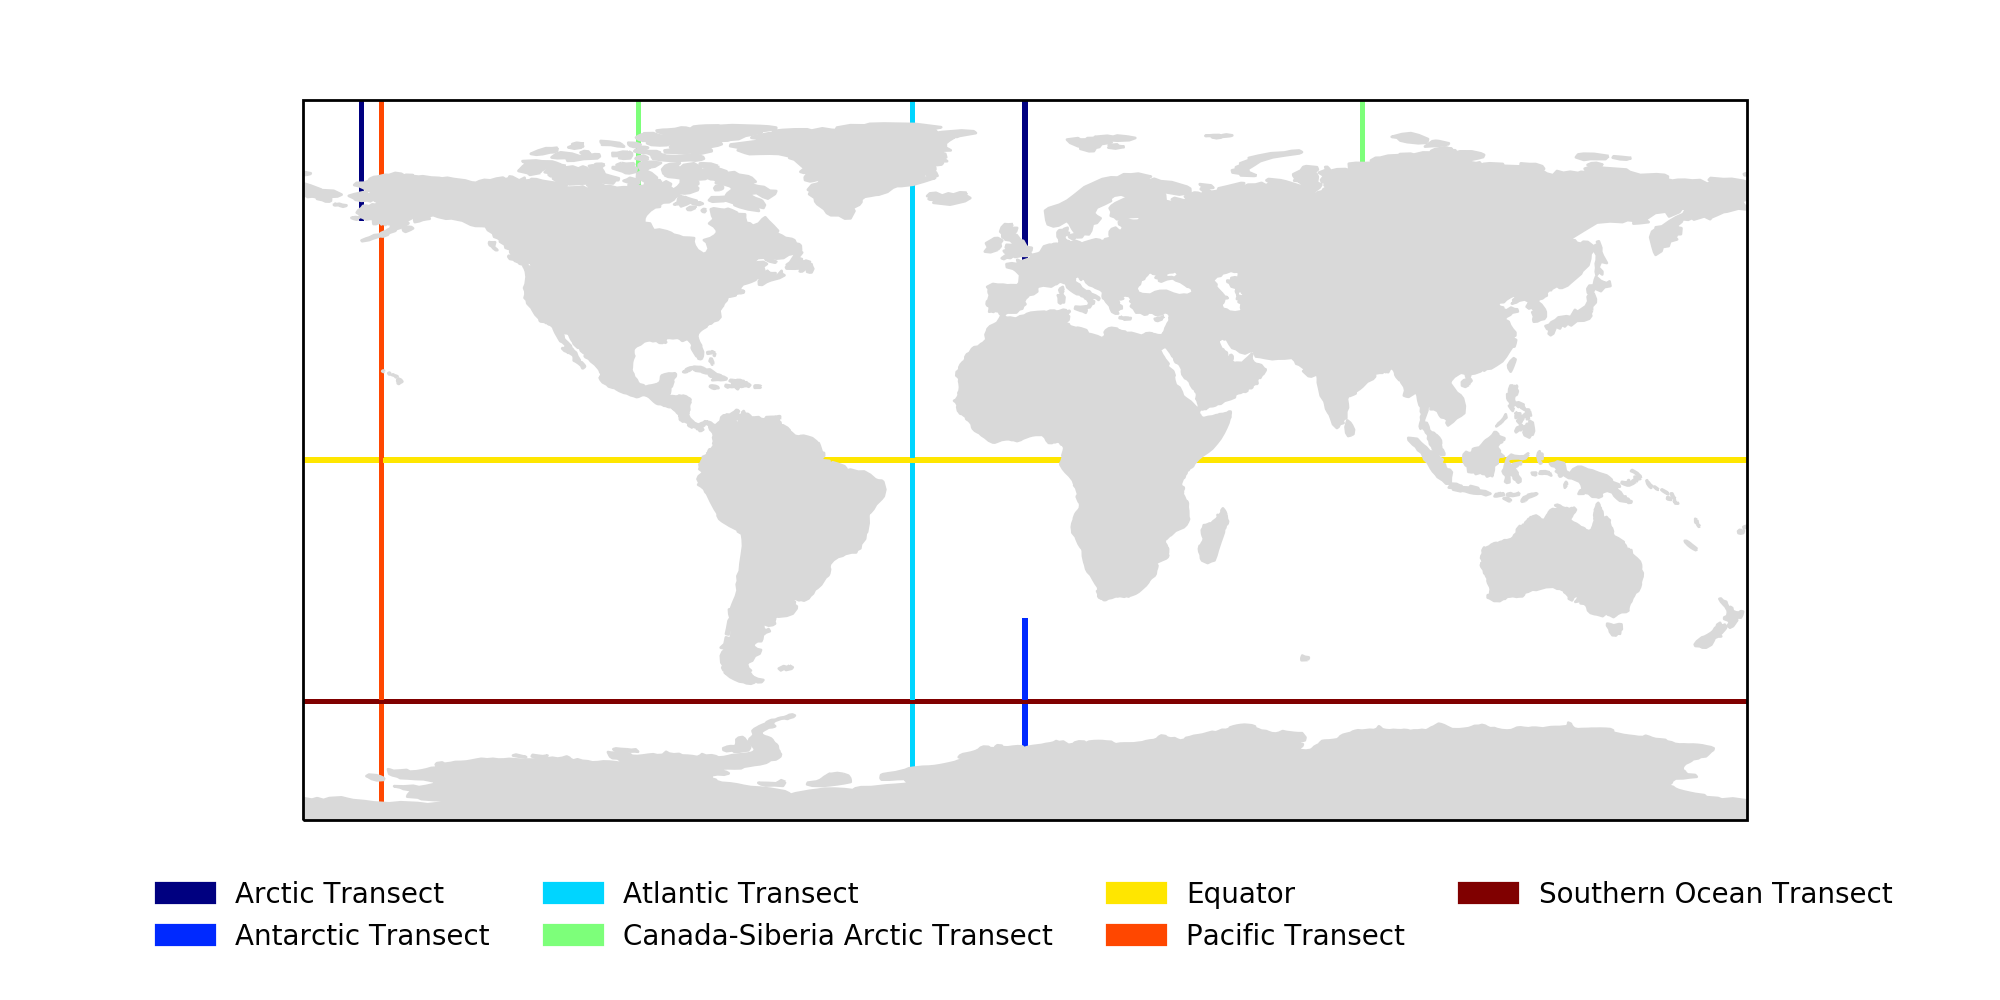 Arctic Transect
Antarctic Transect
Atlantic Transect
Canada-Siberia Arctic Transect
Equator
Pacific Transect
Southern Ocean Transect